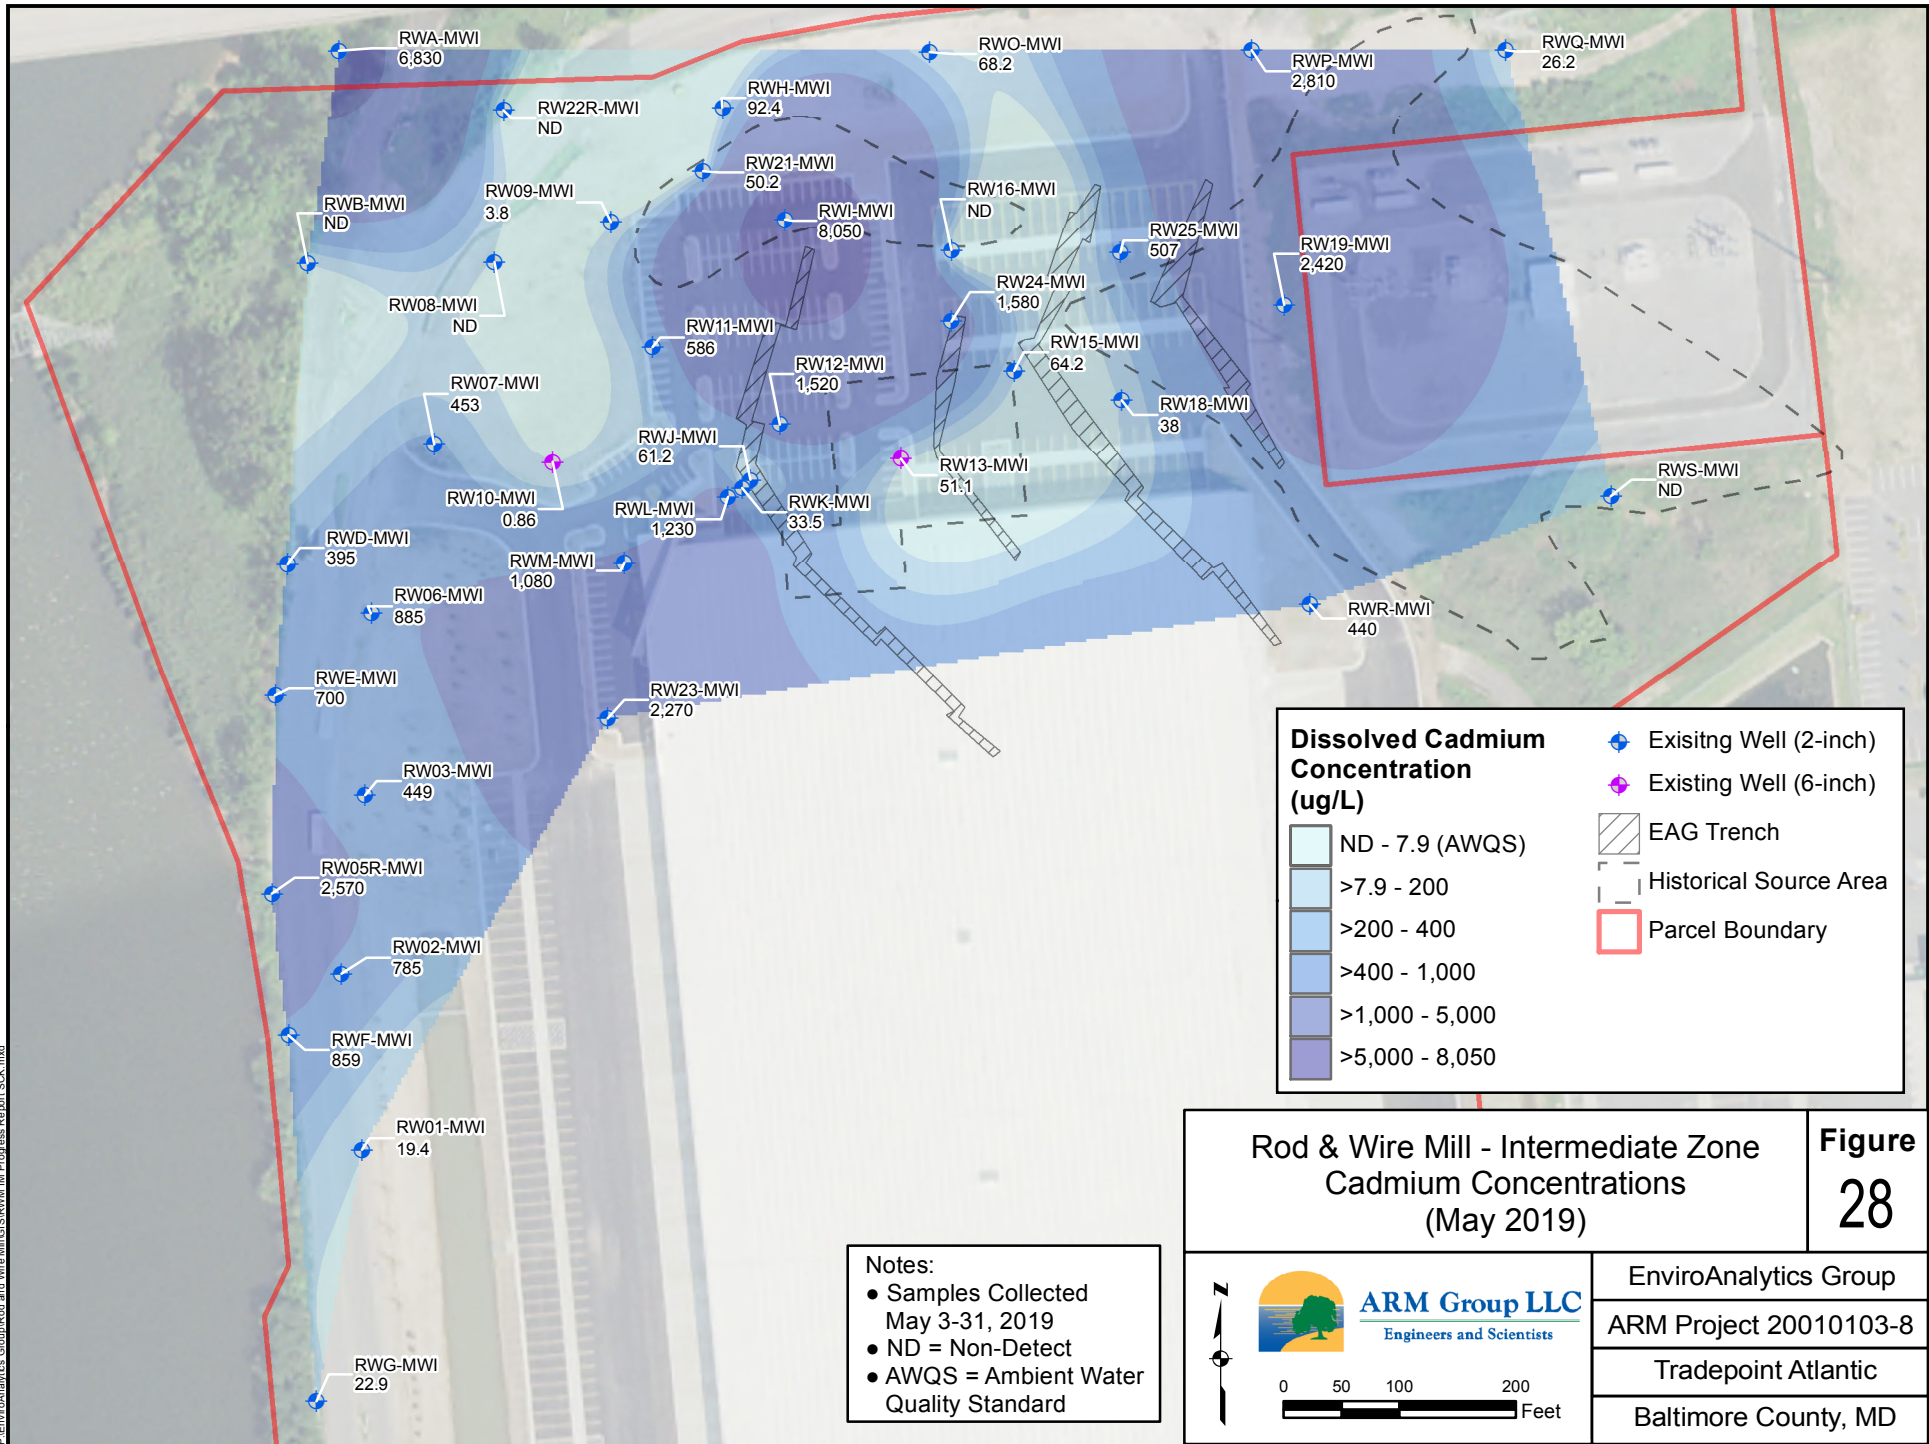 RWA-MWI
6,830
RWO-MWI
68.2
RWP-MWI
2,810
RWQ-MWI
26.2
RW22R-MWI
ND
RWH-MWI
92.4
RW21-MWI
50.2
RWB-MWI
ND
RW09-MWI
3.8
RWI-MWI
8,050
RW16-MWI
ND
RW25-MWI
507
RW19-MWI
2,420
RW08-MWI
ND
RW24-MWI
1,580
RW11-MWI
586
RW15-MWI
64.2
RW12-MWI
1,520
RW07-MWI
453
RW18-MWI
38
RWJ-MWI
61.2
RW13-MWI
51.1
RWS-MWI
ND
RW10-MWI
0.86
RWL-MWI
1,230
RWK-MWI
33.5
RWD-MWI
395
RWM-MWI
1,080
RW06-MWI
885
RWR-MWI
440
RWE-MWI
700
RW23-MWI
2,270
RW03-MWI
449
RW05R-MWI
2,570
RW02-MWI
785
RWF-MWI
859
RW01-MWI
19.4
RWG-MWI
22.9
Dissolved Cadmium
Concentration
(ug/L)
ND - 7.9 (AWQS)
>7.9 - 200
>200 - 400
>400 - 1,000
>1,000 - 5,000
>5,000 - 8,050
Exisitng Well (2-inch)
Existing Well (6-inch)
EAG Trench
Historical Source Area
Parcel Boundary
Notes:
● Samples Collected
May 3-31, 2019
● ND = Non-Detect
● AWQS = Ambient Water
Quality Standard
Rod & Wire Mill - Intermediate Zone
Cadmium Concentrations
(May 2019)
Figure
28
N
ARM Group LLC
Engineers and Scientists
0 50 100 200
Feet
EnviroAnalytics Group
ARM Project 20010103-8
Tradepoint Atlantic
Baltimore County, MD